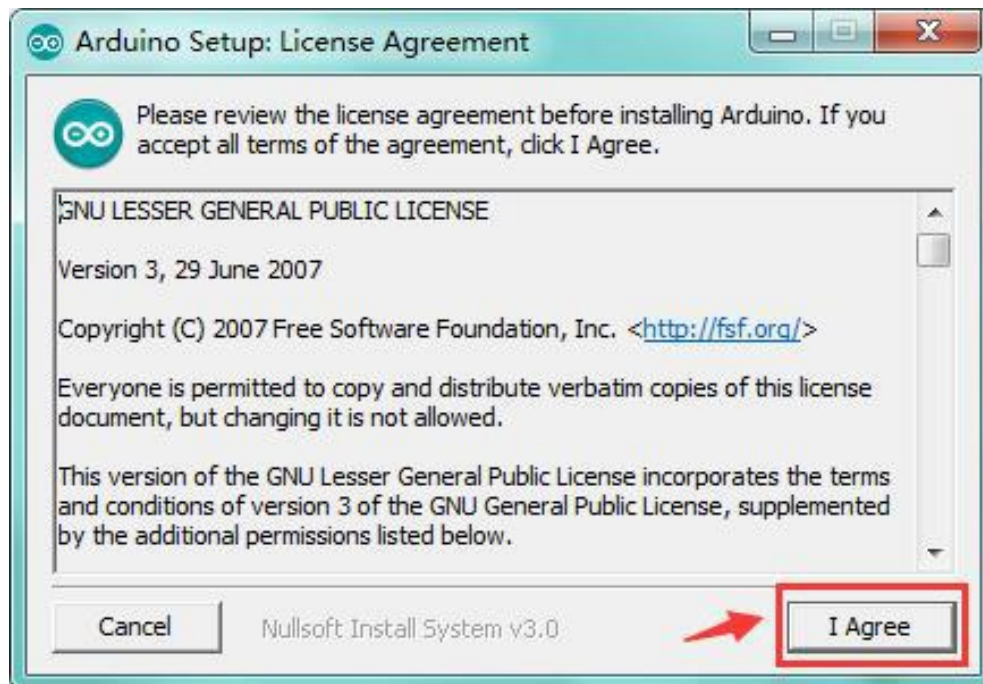 Arduino Setup: License Agreement
Please review the license agreement before installing Arduino. If you
accept all terms of the agreement, click I Agree.
GNU LESSER GENERAL PUBLIC LICENSE
Version 3, 29 June 2007
Copyright (C) 2007 Free Software Foundation, Inc. <http://fsf.org/>
Everyone is permitted to copy and distribute verbatim copies of this license
document, but changing it is not allowed.
This version of the GNU Lesser General Public License incorporates the terms
and conditions of version 3 of the GNU General Public License, supplemented
by the additional permissions listed below.
Cancel
Nullsoft Install System v3.0
I Agree